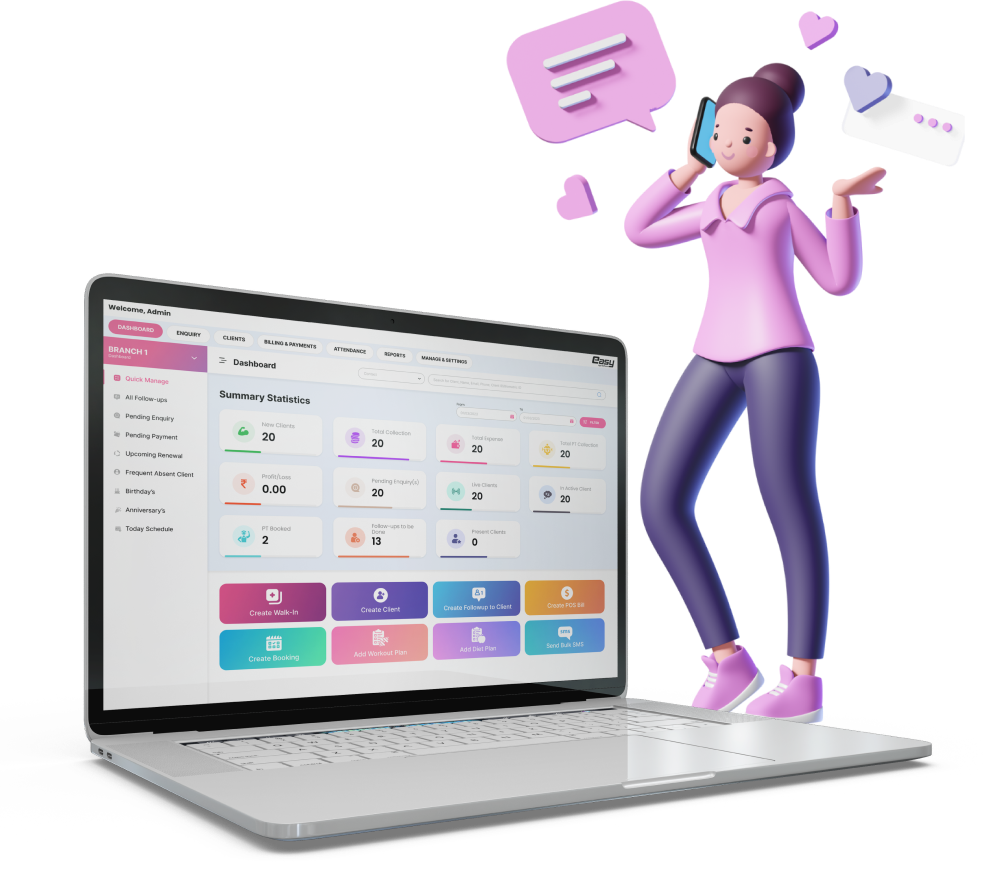 Welcome, Admin
DASHBOARD
ENQUIRY
CLIENTS
BILLING & PAYMENTS
ATTENDANCE
REPORTS
MANAGE & SETTINGS
easy
BRANCH 1
Dashboard
Dashboard
Quick Manage
All Follow-ups
Pending Enquiry
Pending Payment
Upcoming Renewal
Frequent Absent Client
Birthday's
Anniversary's
Today Schedule
Summary Statistics
New Clients
20
Total Collection
20
Total Expense
20
Total PT Collection
20
Profit/Loss
0.00
Pending Enquiry(s)
20
Live Clients
20
In Active Client
20
PT Booked
2
Follow-ups to be
Done
13
Present Clients
0
Create Walk-In
Create Client
Create Followup to Client
Create POS Bill
Create Booking
Add Workout Plan
Add Diet Plan
sms
Send Bulk SMS